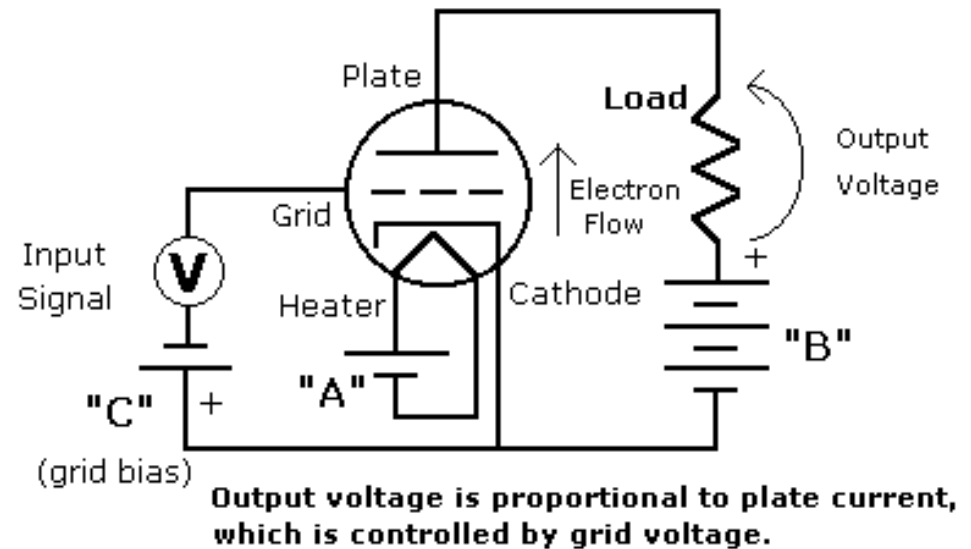 Plate
Load
Output
Voltage
Electron
Flow
Grid
Input
Signal
V
Heater
Cathode
+
"B"
"A"
"C"
+
(grid bias)
Output voltage is proportional to plate current,
which is controlled by grid voltage.